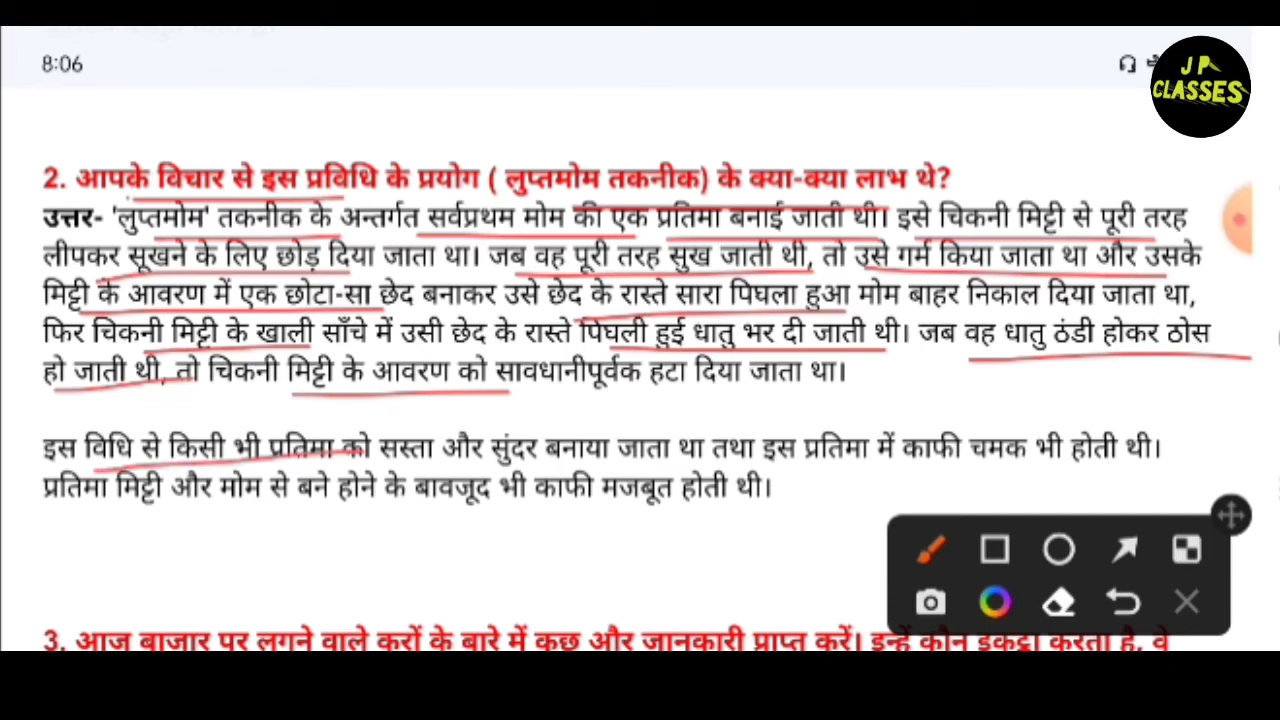 8:06
J P
CLASSES
2. आपके विचार से इस प्रविधि के प्रयोग ( लुप्तमोम तकनीक) के क्या-क्या लाभ थे?
उत्तर- 'लुप्तमोम' तकनीक के अन्तर्गत सर्वप्रथम मोम की एक प्रतिमा बनाई जाती थी। इसे चिकनी मिट्टी से पूरी तरह
लीपकर सूखने के लिए छोड़ दिया जाता था। जब वह पूरी तरह सुख जाती थी, तो उसे गर्म किया जाता था और उसके
मिट्टी के आवरण में एक छोटा-सा छेद बनाकर उसे छेद के रास्ते सारा पिघला हुआ मोम बाहर निकाल दिया जाता था,
फिर चिकनी मिट्टी के खाली साँचे में उसी छेद के रास्ते पिघली हुई धातु भर दी जाती थी। जब वह धातु ठंडी होकर ठोस
हो जाती थी, तो चिकनी मिट्टी के आवरण को सावधानीपूर्वक हटा दिया जाता था।
इस विधि से किसी भी प्रतिमा को सस्ता और सुंदर बनाया जाता था तथा इस प्रतिमा में काफी चमक भी होती थी।
प्रतिमा मिट्टी और मोम से बने होने के बावजूद भी काफी मजबूत होती थी।
3. आज बाजार पर लगने वाले करों के बारे में कुछ और जानकारी प्राप्त करें। इन्हें कौन इकट्ठा करता है, वे